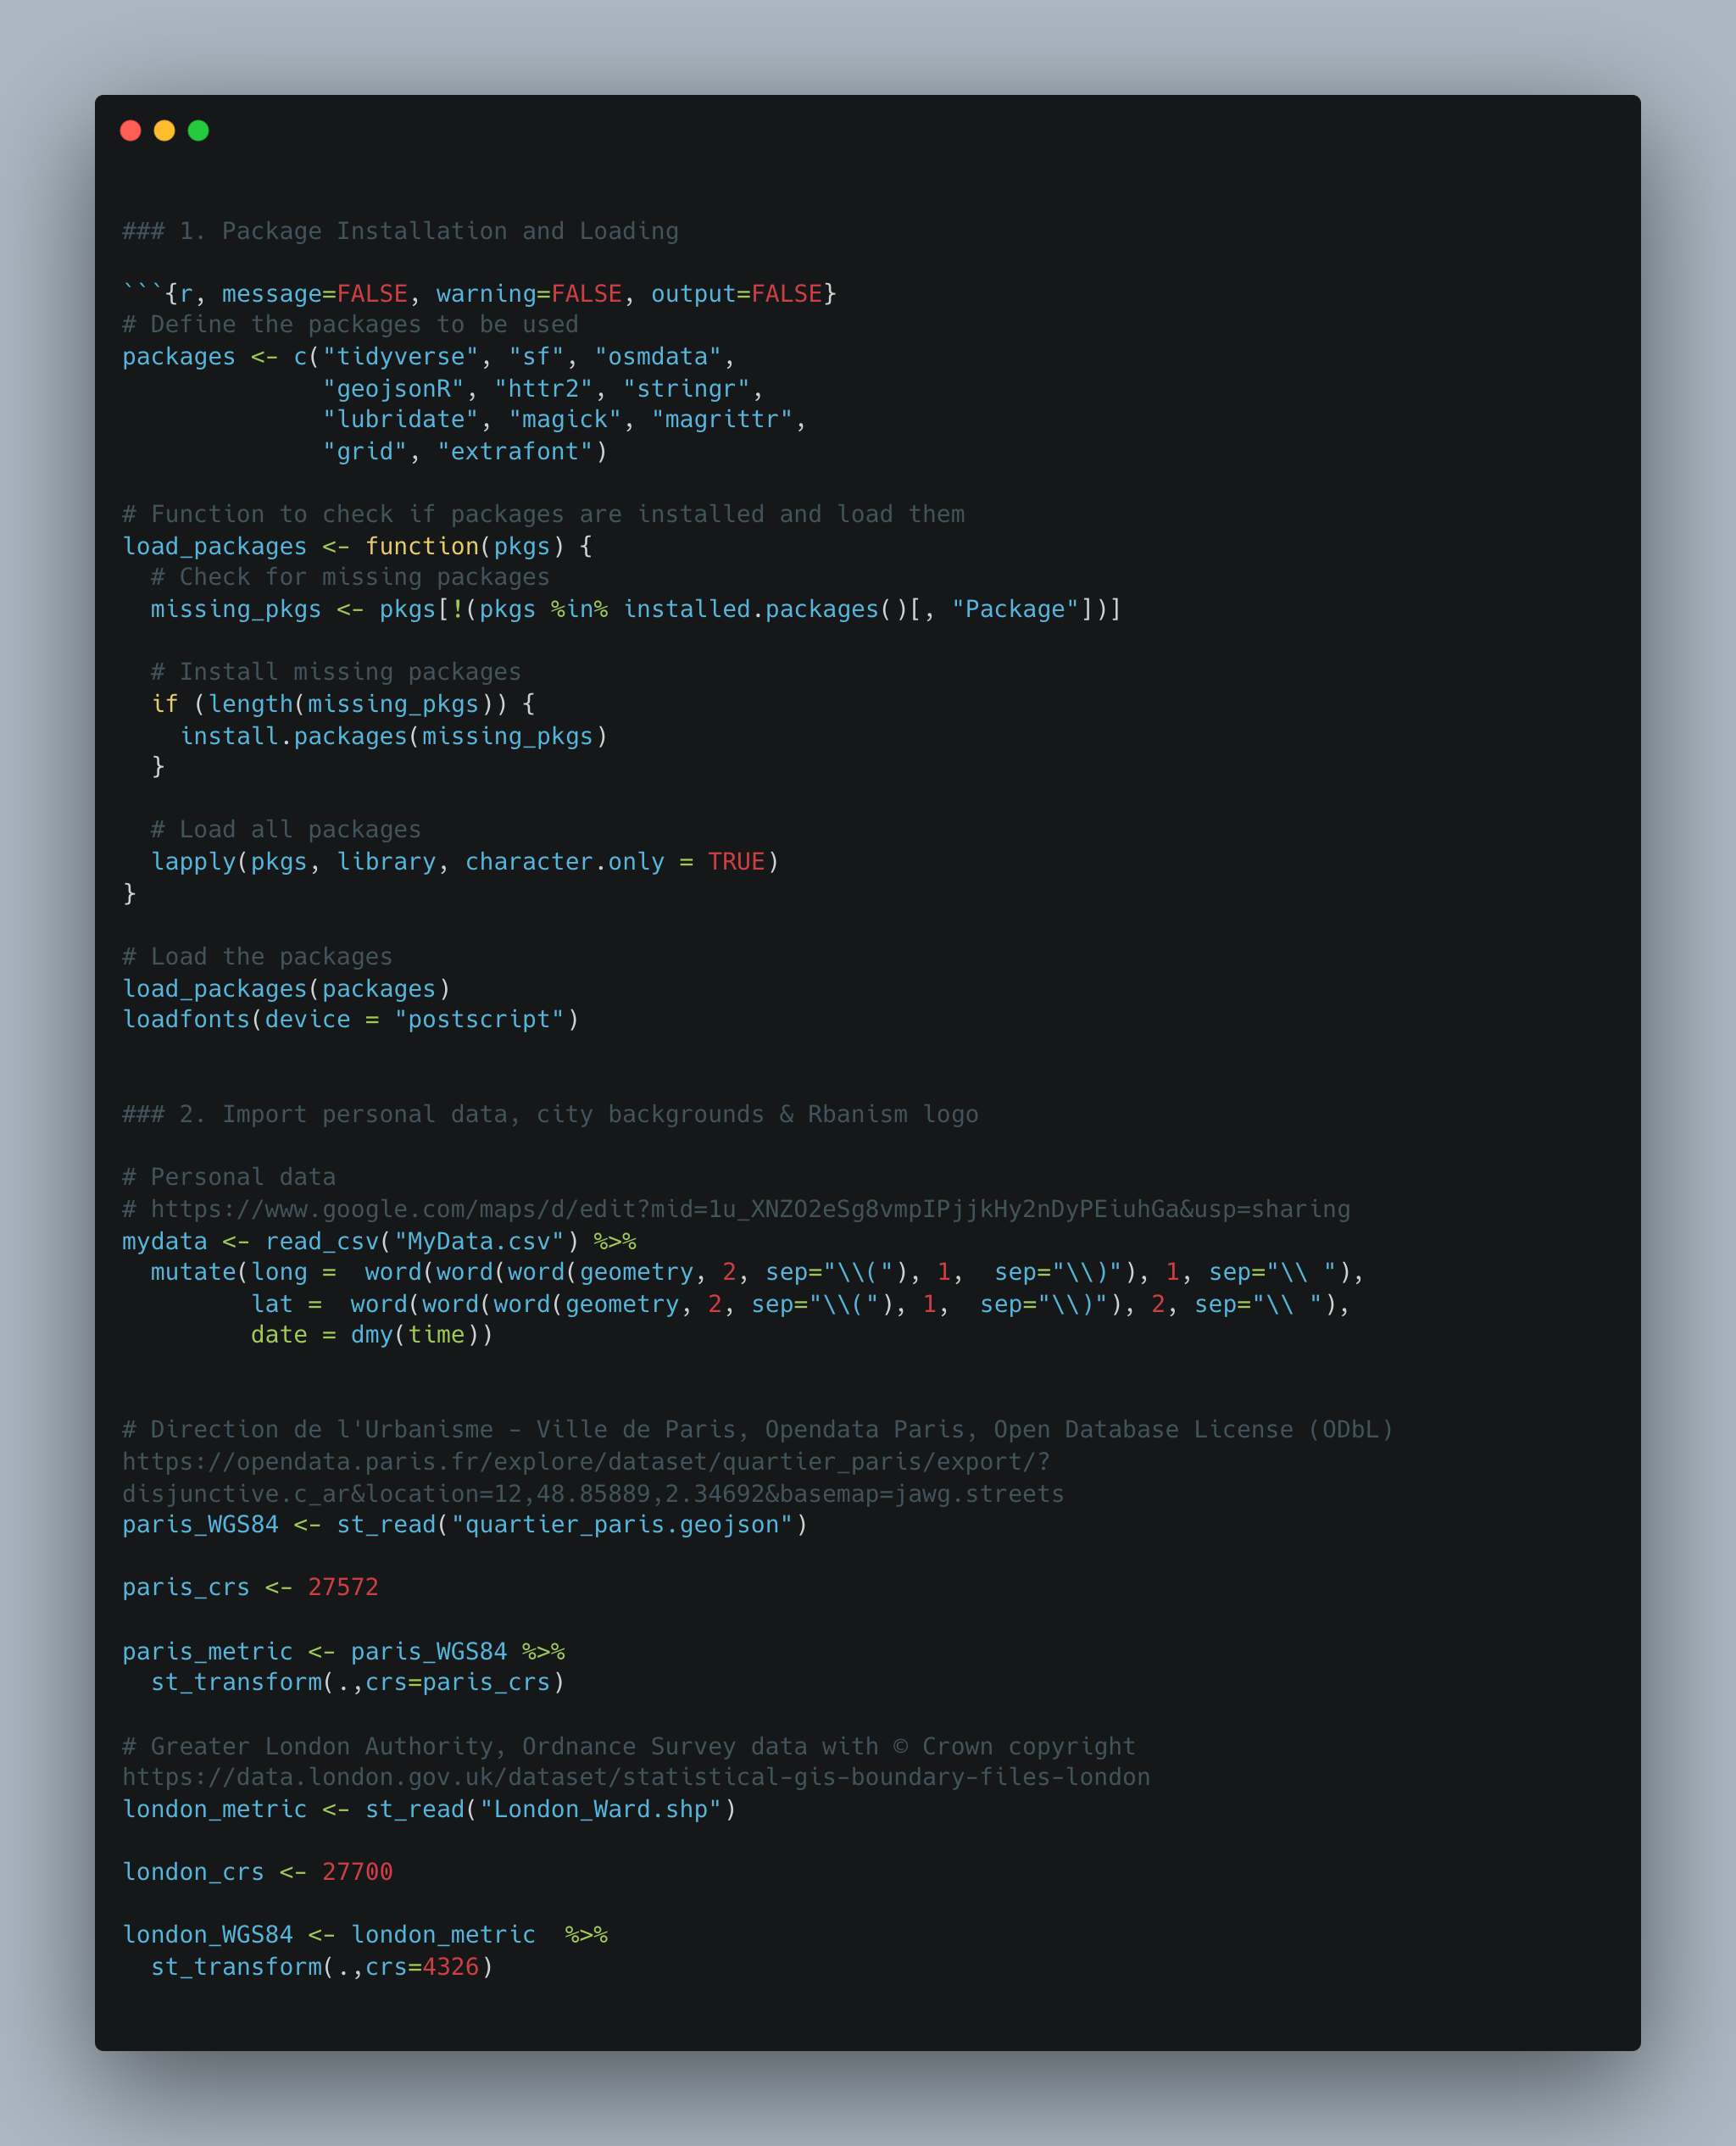 ### 1. Package Installation and Loading
```{r, message=FALSE, warning=FALSE, output=FALSE}
# Define the packages to be used
packages <- c("tidyverse", "sf", "osmdata",
              "geojsonR", "httr2", "stringr",
              "lubridate", "magick", "magrittr",
              "grid", "extrafont")
# Function to check if packages are installed and load them
load_packages <- function(pkgs) {
  # Check for missing packages
  missing_pkgs <- pkgs[!(pkgs %in% installed.packages()[, "Package"])]
  # Install missing packages
  if (length(missing_pkgs)) {
    install.packages(missing_pkgs)
  }
  # Load all packages
  lapply(pkgs, library, character.only = TRUE)
}
# Load the packages
load_packages(packages)
loadfonts(device = "postscript")
### 2. Import personal data, city backgrounds & Rbanism logo
# Personal data
# https://www.google.com/maps/d/edit?mid=1u_XNZO2eSg8vmpIPjjkHy2nDyPEiuhGa&usp=sharing
mydata <- read_csv("MyData.csv") %>%
  mutate(long =  word(word(word(geometry, 2, sep="\\("), 1,  sep="\\)"), 1, sep="\\ "),
         lat =  word(word(word(geometry, 2, sep="\\("), 1,  sep="\\)"), 2, sep="\\ "),
         date = dmy(time))
# Direction de l'Urbanisme - Ville de Paris, Opendata Paris, Open Database License (ODbL)
https://opendata.paris.fr/explore/dataset/quartier_paris/export/?
disjunctive.c_ar&location=12,48.85889,2.34692&basemap=jawg.streets
paris_WGS84 <- st_read("quartier_paris.geojson")
paris_crs <- 27572
paris_metric <- paris_WGS84 %>%
  st_transform(.,crs=paris_crs)
# Greater London Authority, Ordnance Survey data with © Crown copyright
https://data.london.gov.uk/dataset/statistical-gis-boundary-files-london
london_metric <- st_read("London_Ward.shp")
london_crs <- 27700
london_WGS84 <- london_metric  %>%
  st_transform(.,crs=4326)